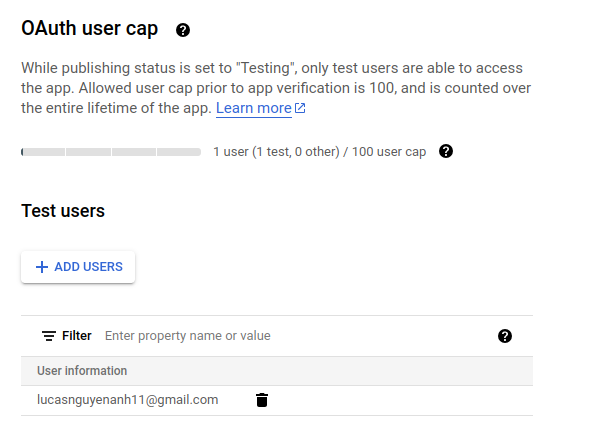 OAuth user cap
While publishing status is set to "Testing", only test users are able to access
the app. Allowed user cap prior to app verification is 100, and is counted over
the entire lifetime of the app. Learn more
1 user (1 test, 0 other) / 100 user cap
Test users
+ ADD USERS
Filter Enter property name or value
User information
lucasnguyenanh11@gmail.com